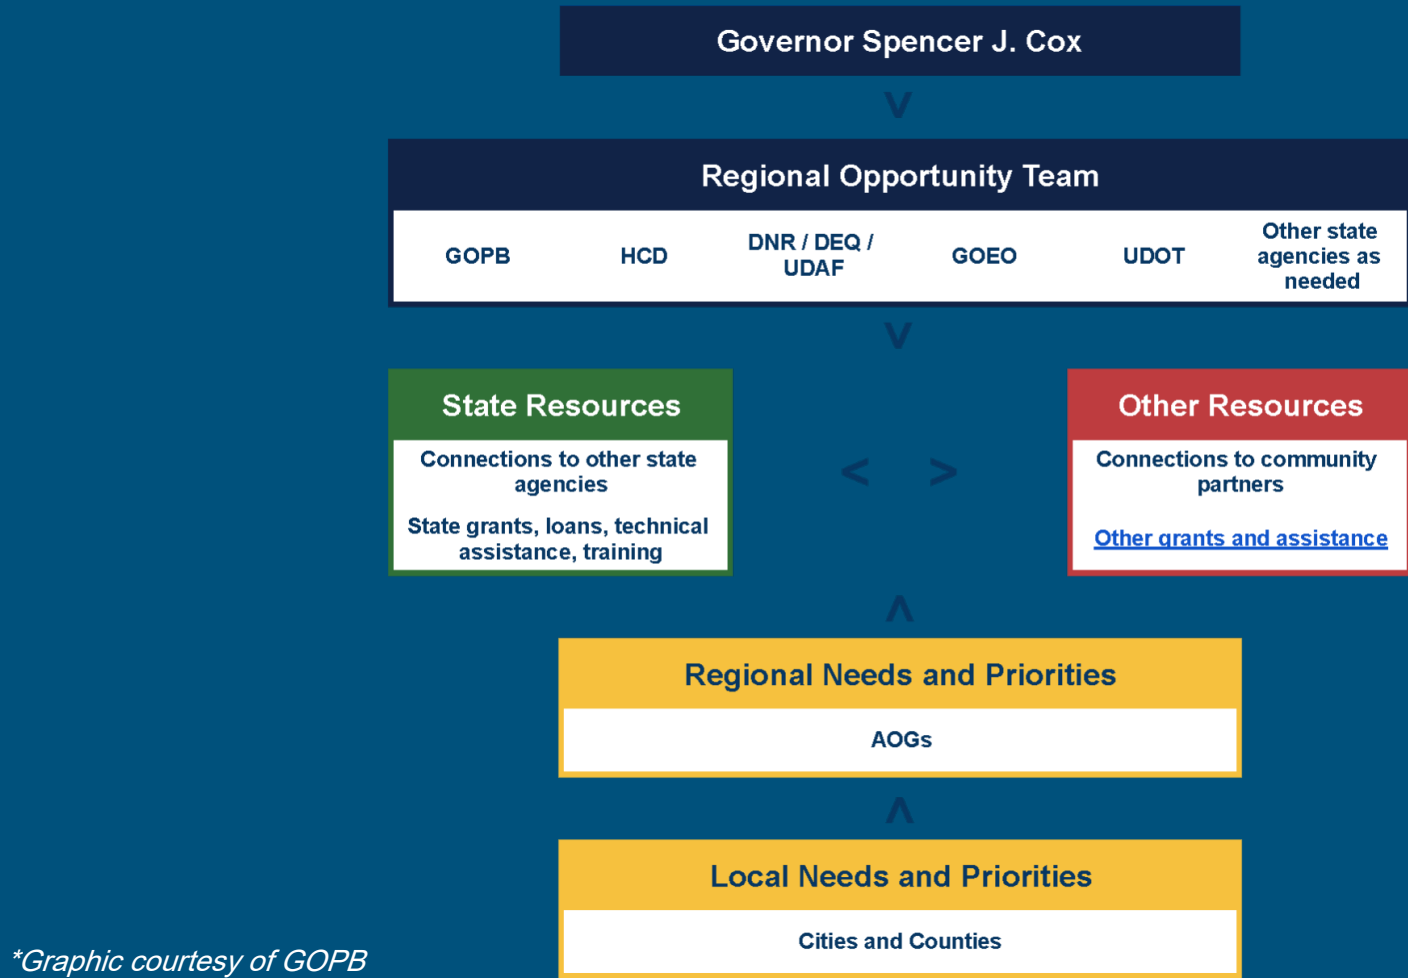 Governor Spencer J. Cox
V
Regional Opportunity Team
GOPB
HCD
DNR / DEQ /
UDAF
GOEO
UDOT
Other state
agencies as
needed
V
State Resources
Connections to other state
agencies
State grants, loans, technical
assistance, training
< >
Other Resources
Connections to community
partners
Other grants and assistance
Regional Needs and Priorities
AOGs
Local Needs and Priorities
Cities and Counties
*Graphic courtesy of GOPB